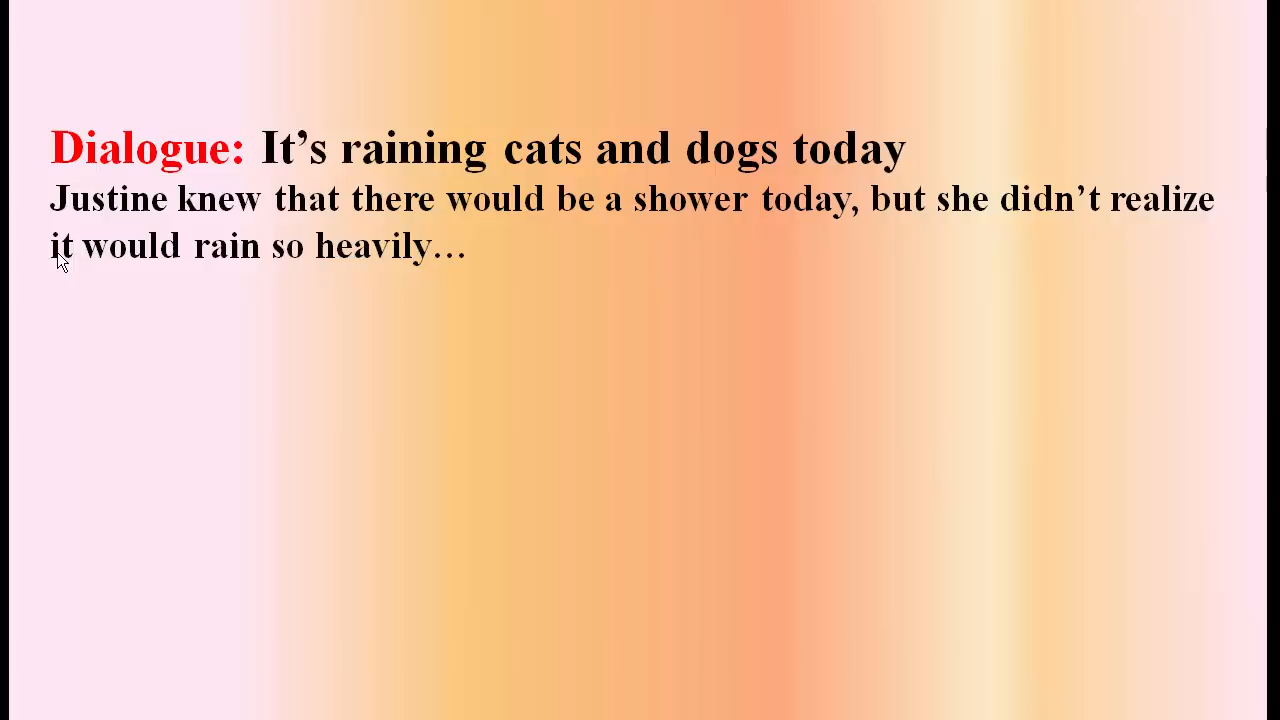 Dialogue: It’s raining cats and dogs today
Justine knew that there would be a shower today, but she didn’t realize
it would rain so heavily…